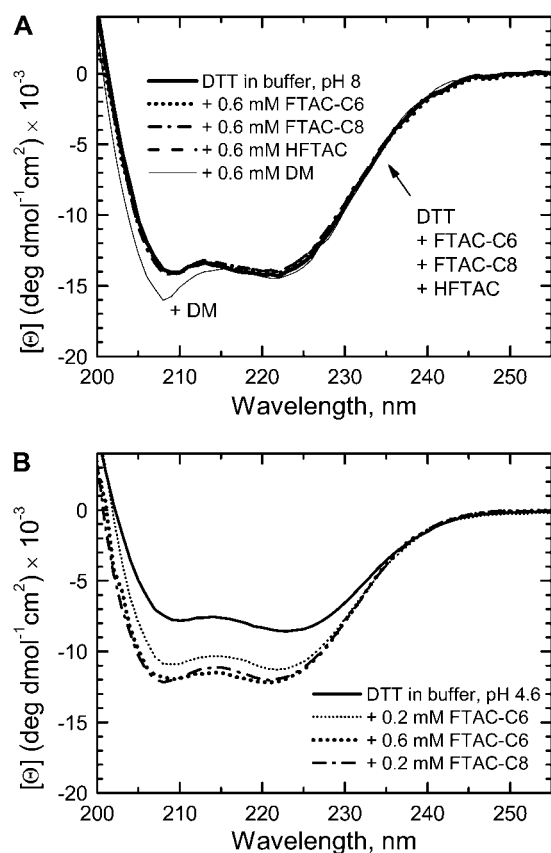 A
0
-5
-10
-15
-20
[Θ] (deg dmol⁻¹cm²) × 10⁻³
DTT in buffer, pH 8
+ 0.6 mM FTAC-C6
+ 0.6 mM FTAC-C8
+ 0.6 mM HFTAC
+ 0.6 mM DM
DTT
+ FTAC-C6
+ FTAC-C8
+ HFTAC
+ DM
200 210 220 230 240 250
Wavelength, nm
B
0
-5
-10
-15
-20
[Θ] (deg dmol⁻¹cm²) × 10⁻³
DTT in buffer, pH 4.6
+ 0.2 mM FTAC-C6
+ 0.6 mM FTAC-C6
+ 0.2 mM FTAC-C8
200 210 220 230 240 250
Wavelength, nm